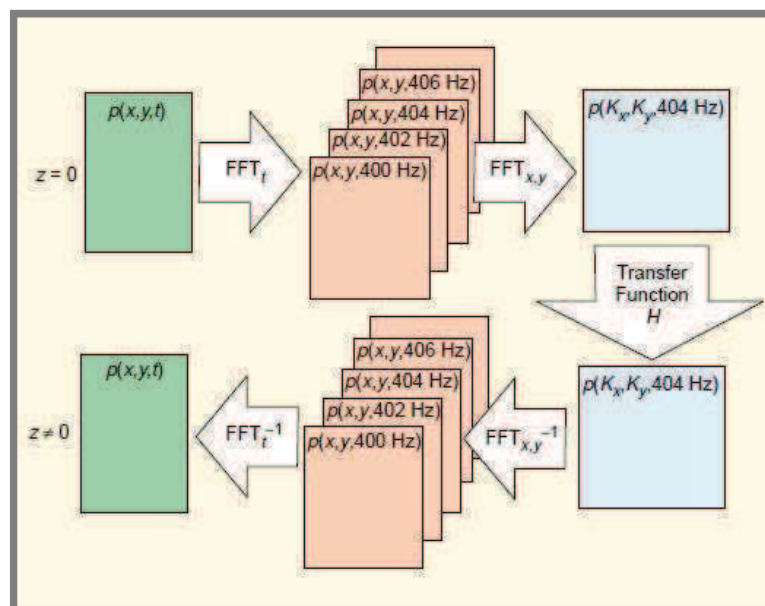 p(x,y,t)
z = 0
FFTt
p(x,y,406 Hz)
p(x,y,404 Hz)
p(x,y,402 Hz)
p(x,y,400 Hz)
FFTx,y
p(Kx,Ky,404 Hz)
Transfer
Function
H
p(Kx,Ky,404 Hz)
FFTx,y⁻¹
p(x,y,406 Hz)
p(x,y,404 Hz)
p(x,y,402 Hz)
p(x,y,400 Hz)
FFTt⁻¹
p(x,y,t)
z ≠ 0